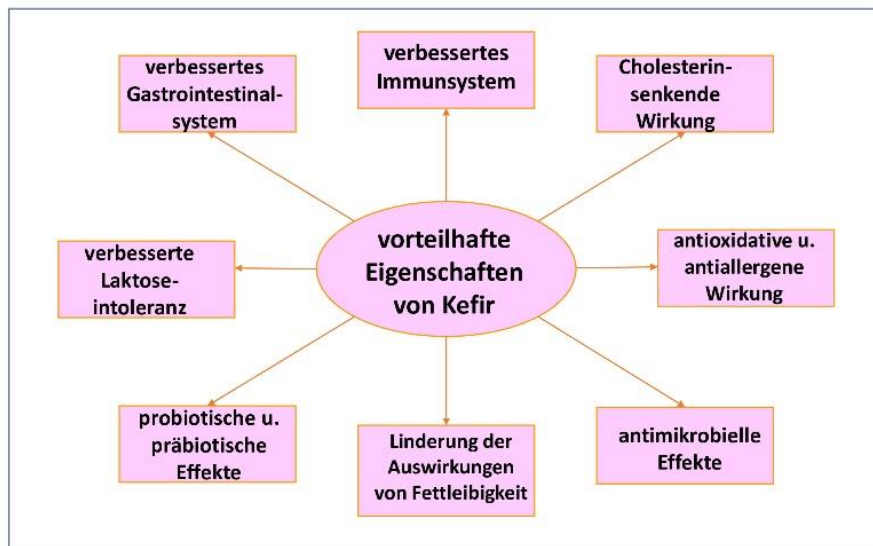 verbessertes
Gastrointestinal-
system
verbessertes
Immunsystem
Cholesterin-
senkende
Wirkung
verbesserte
Laktose-
intoleranz
vorteilhafte
Eigenschaften
von Kefir
antioxidative u.
antiallergene
Wirkung
probiotische u.
präbiotische
Effekte
Linderung der
Auswirkungen
von Fettleibigkeit
antimikrobielle
Effekte